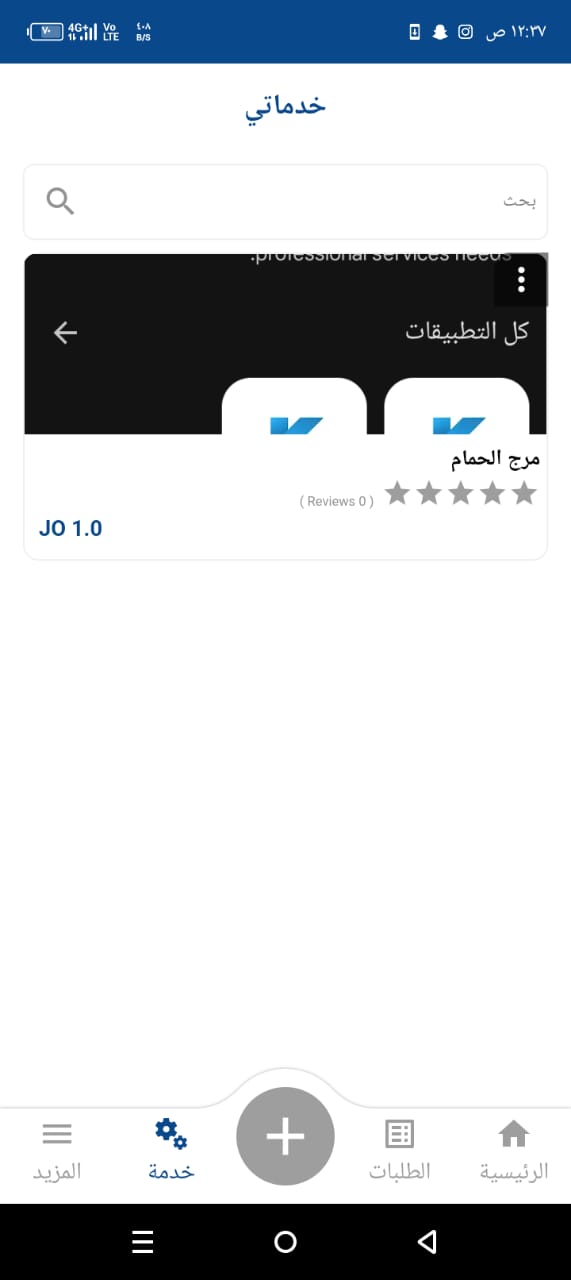 ١٢:٣٧ ص
٤٠٨ B/S Vo LTE 4G+ ٧٠
خدماتي
بحث
professional services needs.
كل التطبيقات
مرج الحمام
( Reviews 0 )
JO 1.0
الرئيسية
الطلبات
خدمة
المزيد